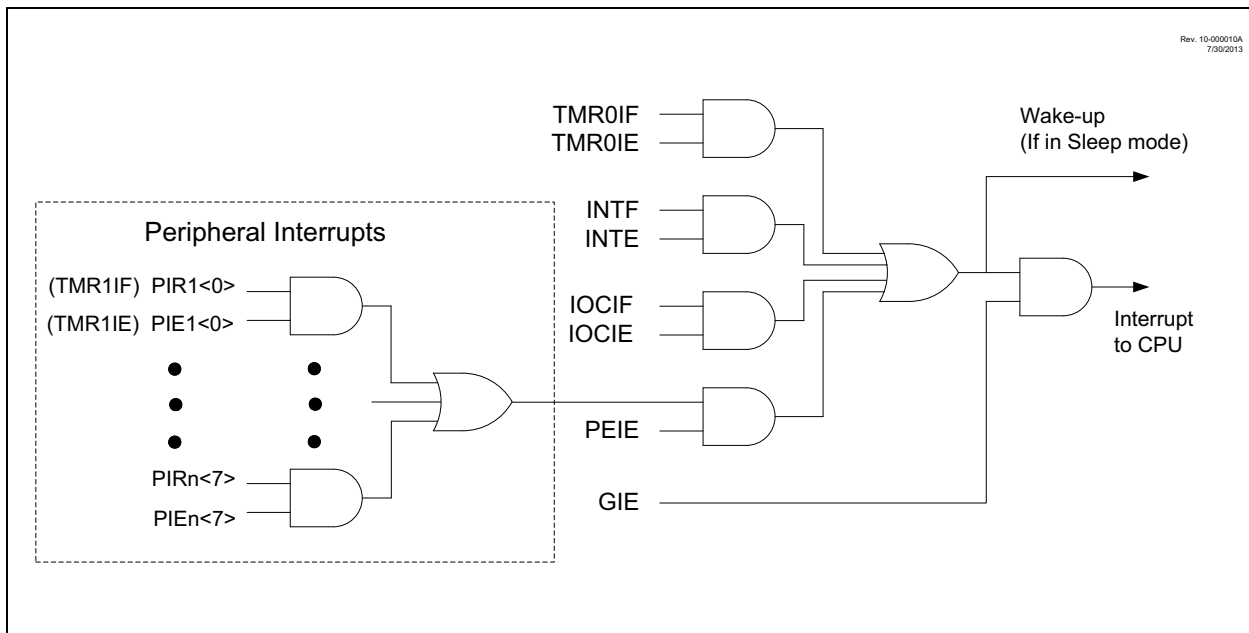 Rev. 10-000010A
7/30/2013
TMR0IF
TMR0IE
Wake-up
(If in Sleep mode)
INTF
INTE
Peripheral Interrupts
(TMR1IF) PIR1<0>
(TMR1IE) PIE1<0>
IOCIF
IOCIE
Interrupt
to CPU
PEIE
PIRn<7>
PIEn<7>
GIE